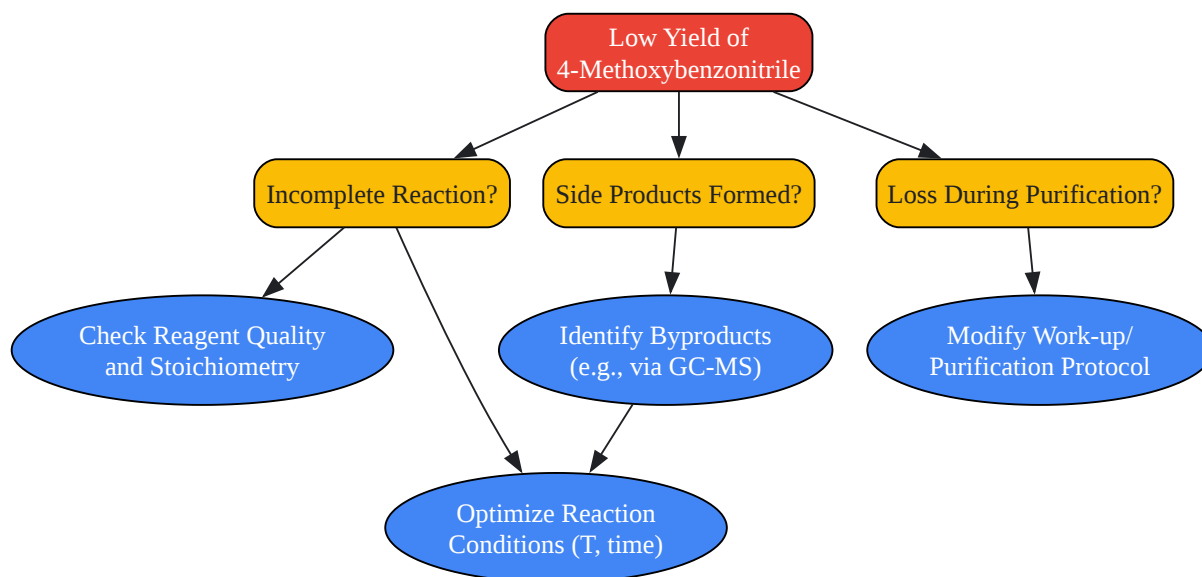 Low Yield of
4-Methoxybenzonitrile
Incomplete Reaction?
Side Products Formed?
Loss During Purification?
Check Reagent Quality
and Stoichiometry
Identify Byproducts
(e.g., via GC-MS)
Modify Work-up/
Purification Protocol
Optimize Reaction
Conditions (T, time)